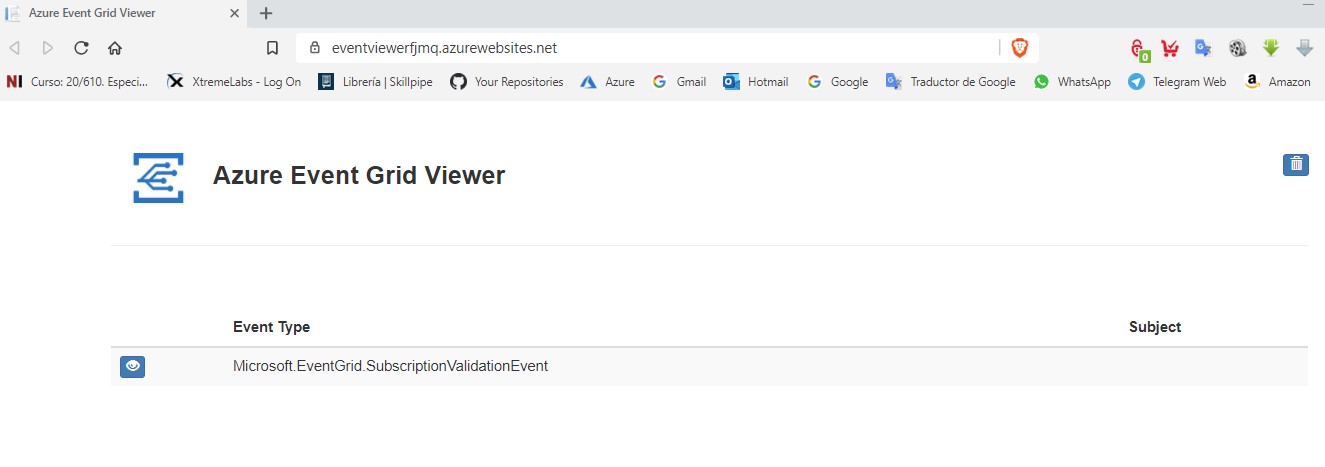 Azure Event Grid Viewer
eventviewerfjmq.azurewebsites.net
0
NI Curso: 20/610. Especi... XtremeLabs - Log On Librería | Skillpipe Your Repositories Azure Gmail Hotmail Google Traductor de Google WhatsApp Telegram Web Amazon
Azure Event Grid Viewer
Event Type Subject
Microsoft.EventGrid.SubscriptionValidationEvent